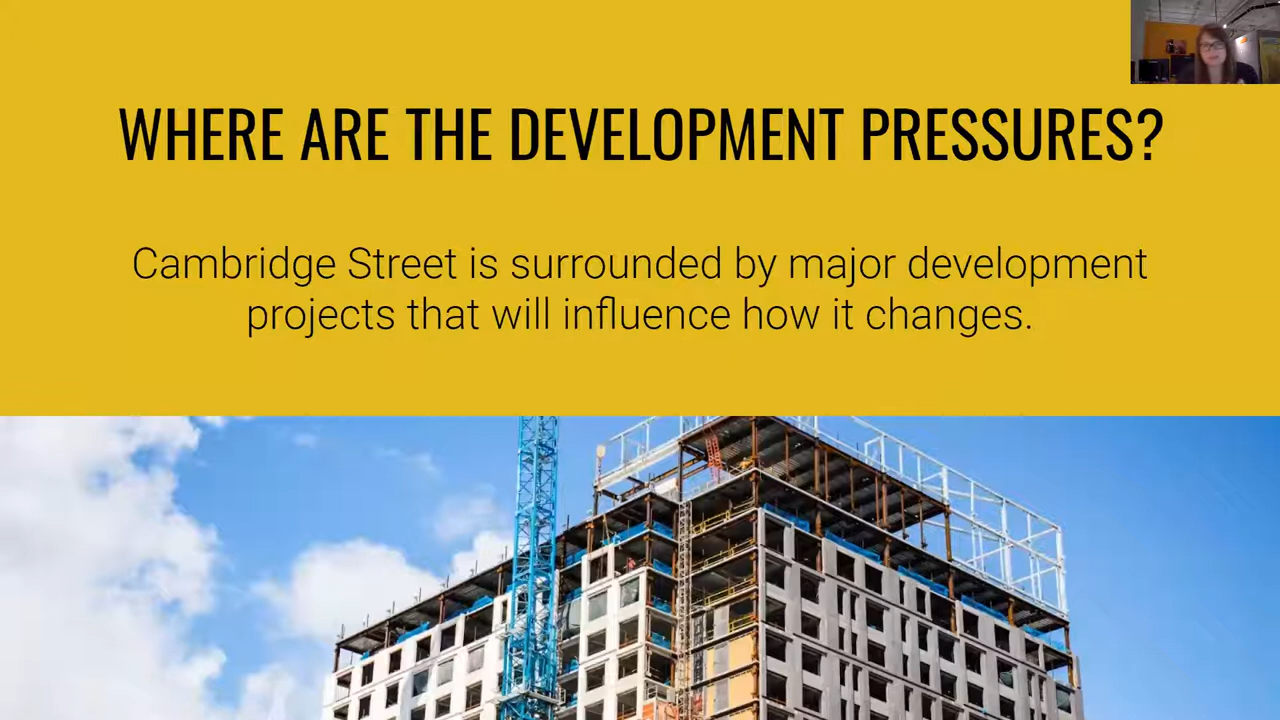 WHERE ARE THE DEVELOPMENT PRESSURES?
Cambridge Street is surrounded by major development
projects that will influence how it changes.